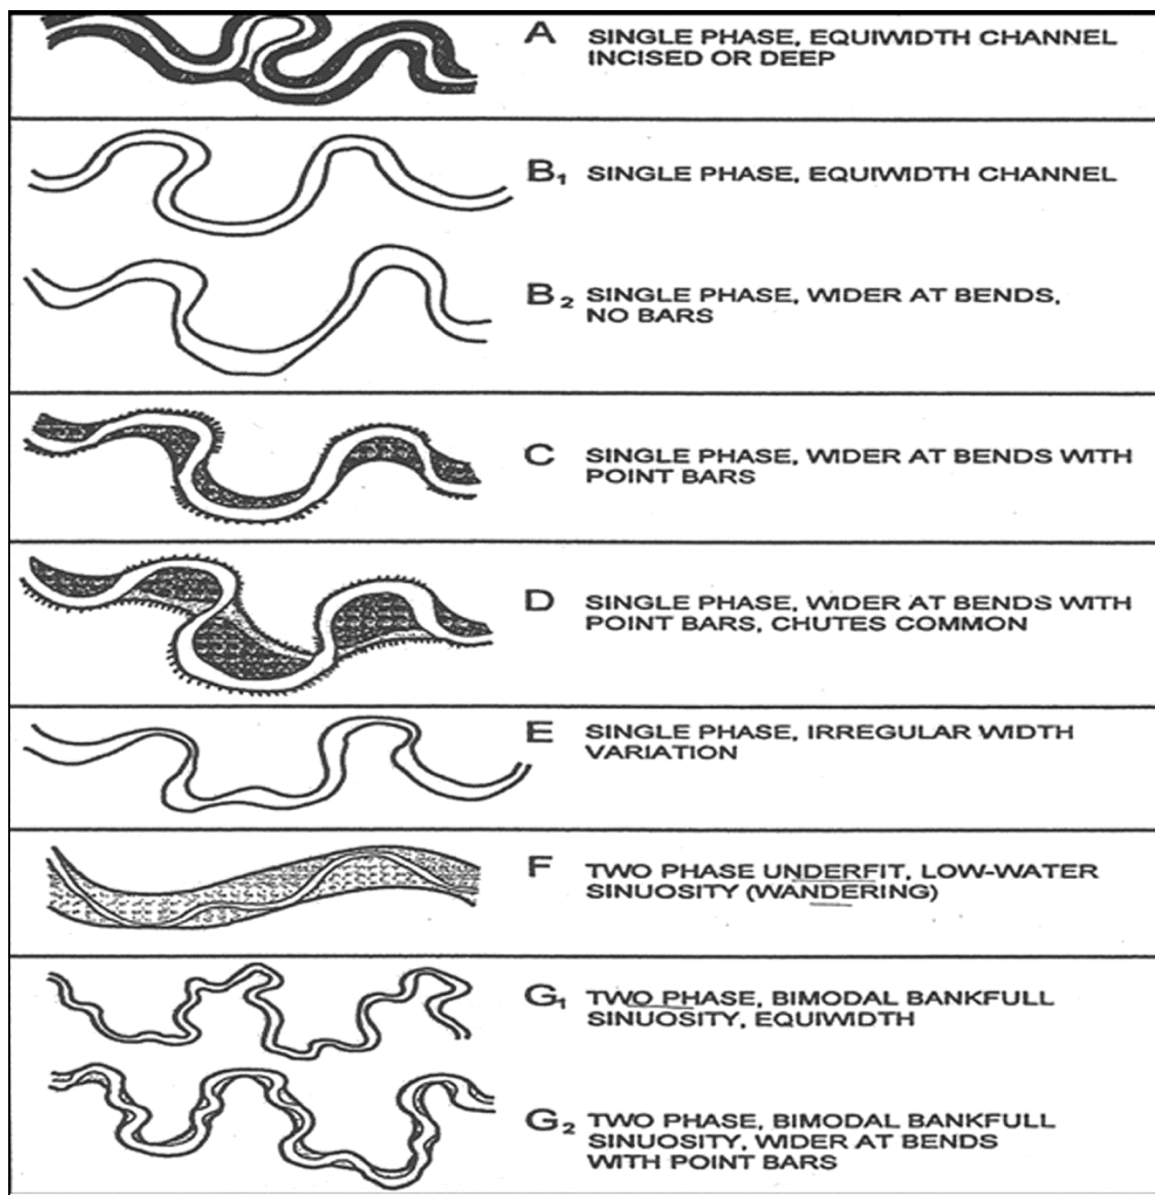 A SINGLE PHASE, EQUIWIDTH CHANNEL
INCISED OR DEEP
B1 SINGLE PHASE, EQUIWIDTH CHANNEL
B2 SINGLE PHASE, WIDER AT BENDS,
NO BARS
C SINGLE PHASE, WIDER AT BENDS WITH
POINT BARS
D SINGLE PHASE, WIDER AT BENDS WITH
POINT BARS, CHUTES COMMON
E SINGLE PHASE, IRREGULAR WIDTH
VARIATION
F TWO PHASE UNDERFIT, LOW-WATER
SINUOSITY (WANDERING)
G1 TWO PHASE, BIMODAL BANKFULL
SINUOSITY, EQUIWIDTH
G2 TWO PHASE, BIMODAL BANKFULL
SINUOSITY, WIDER AT BENDS
WITH POINT BARS